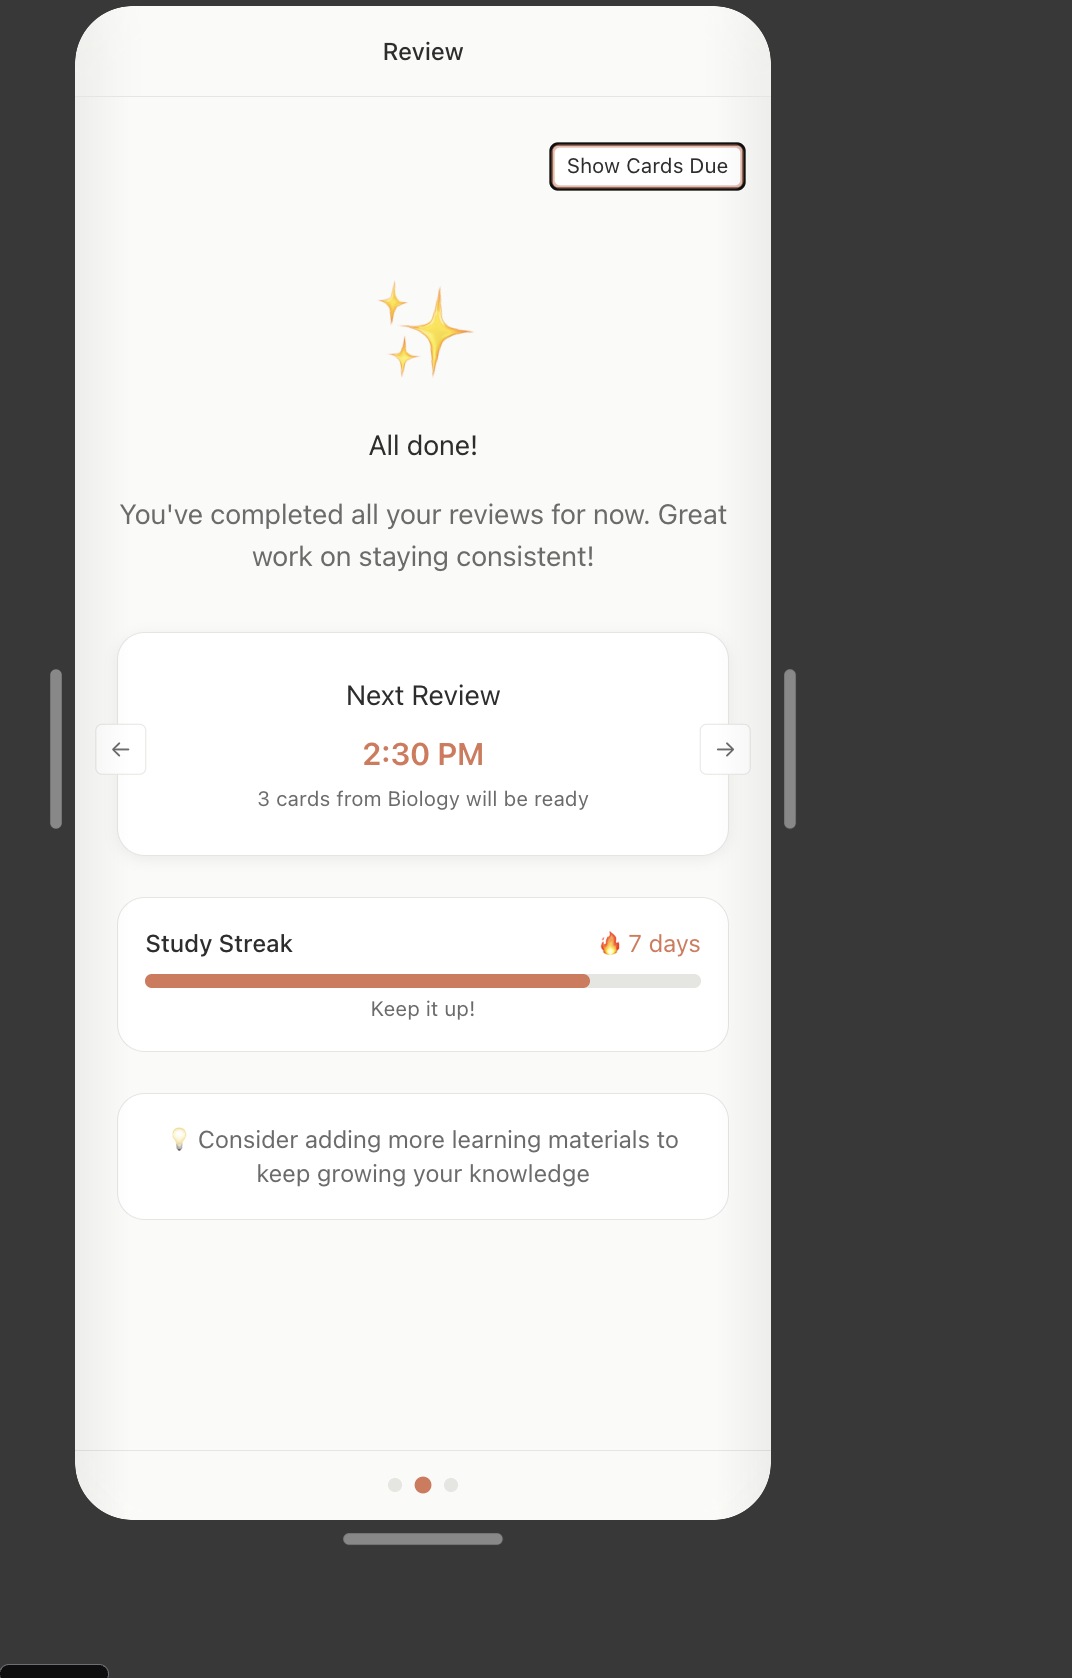 Review
Show Cards Due
All done!
You've completed all your reviews for now. Great
work on staying consistent!
Next Review
2:30 PM
3 cards from Biology will be ready
Study Streak
🔥 7 days
Keep it up!
💡 Consider adding more learning materials to
keep growing your knowledge